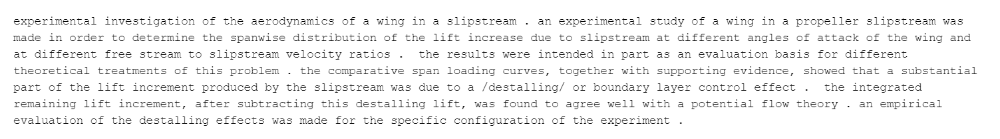 experimental investigation of the aerodynamics of a wing in a slipstream . an experimental study of a wing in a propeller slipstream was
made in order to determine the spanwise distribution of the lift increase due to slipstream at different angles of attack of the wing and
at different free stream to slipstream velocity ratios .  the results were intended in part as an evaluation basis for different
theoretical treatments of this problem . the comparative span loading curves, together with supporting evidence, showed that a substantial
part of the lift increment produced by the slipstream was due to a /destalling/ or boundary layer control effect .  the integrated
remaining lift increment, after subtracting this destalling lift, was found to agree well with a potential flow theory . an empirical
evaluation of the destalling effects was made for the specific configuration of the experiment .